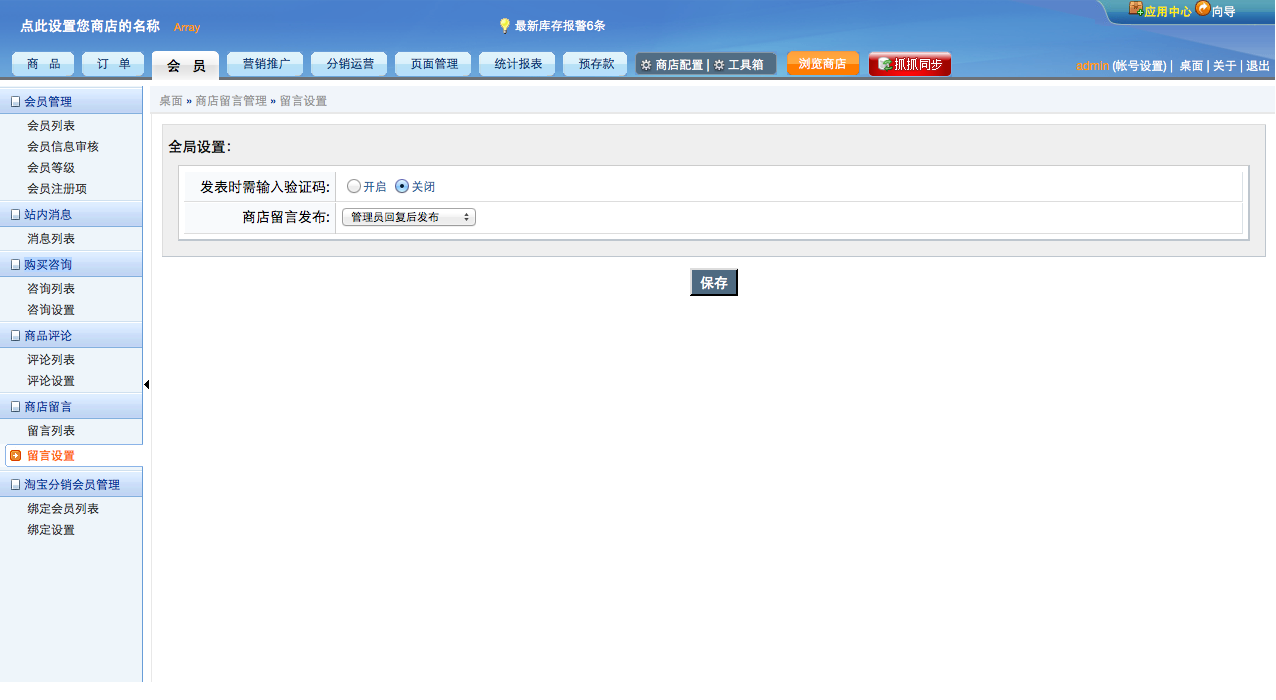 点此设置您商店的名称 Array 最新库存报警6条 应用中心 向导
商 品 订 单 会 员 营销推广 分销运营 页面管理 统计报表 预存款 商店配置 | 工具箱 浏览商店 抓抓同步 admin (帐号设置) | 桌面 | 关于 | 退出
桌面 » 商店留言管理 » 留言设置
会员管理
会员列表
会员信息审核
会员等级
会员注册项
站内消息
消息列表
购买咨询
咨询列表
咨询设置
商品评论
评论列表
评论设置
商店留言
留言列表
留言设置
淘宝分销会员管理
绑定会员列表
绑定设置
全局设置:
发表时需输入验证码: 开启 关闭
商店留言发布: 管理员回复后发布
保存